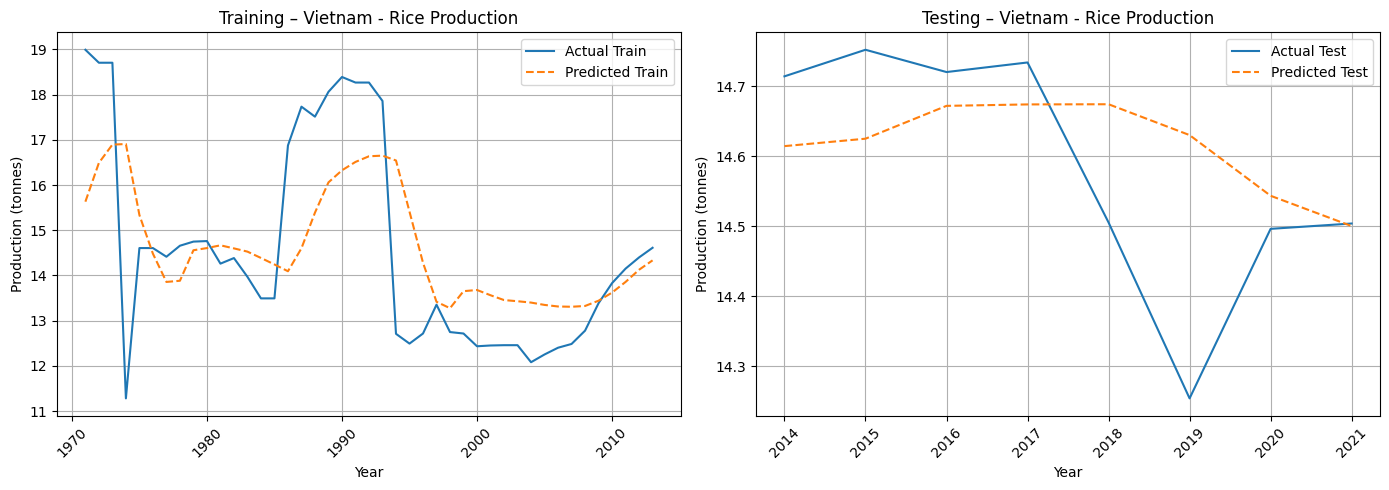 Training – Vietnam - Rice Production
Actual Train
Predicted Train
Production (tonnes)
19
18
17
16
15
14
13
12
11
1970
1980
1990
2000
2010
Year
Testing – Vietnam - Rice Production
Actual Test
Predicted Test
Production (tonnes)
14.7
14.6
14.5
14.4
14.3
2014
2015
2016
2017
2018
2019
2020
2021
Year